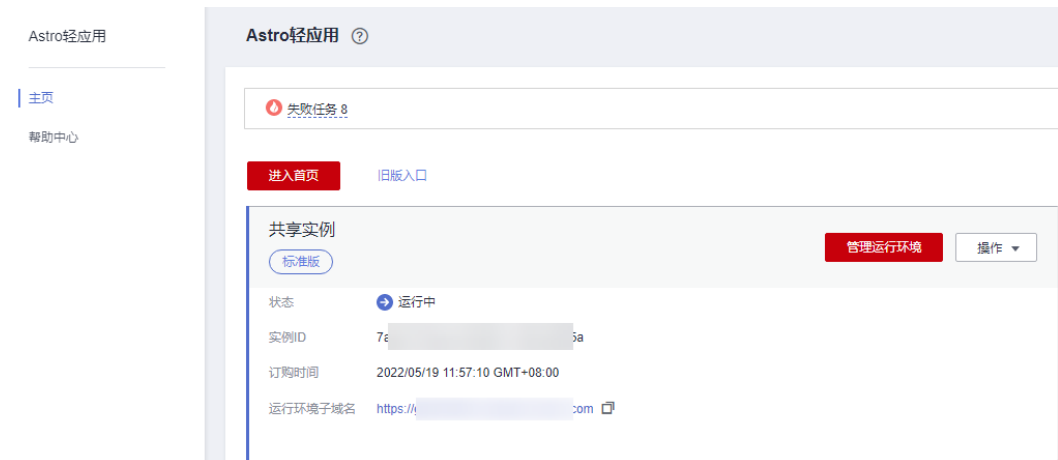 Astro轻应用
主页
帮助中心
Astro轻应用 ?
失败任务 8
进入首页 旧版入口
共享实例
标准版
管理运行环境 操作
状态 运行中
实例ID 7a 5a
订购时间 2022/05/19 11:57:10 GMT+08:00
运行环境子域名 https:// com